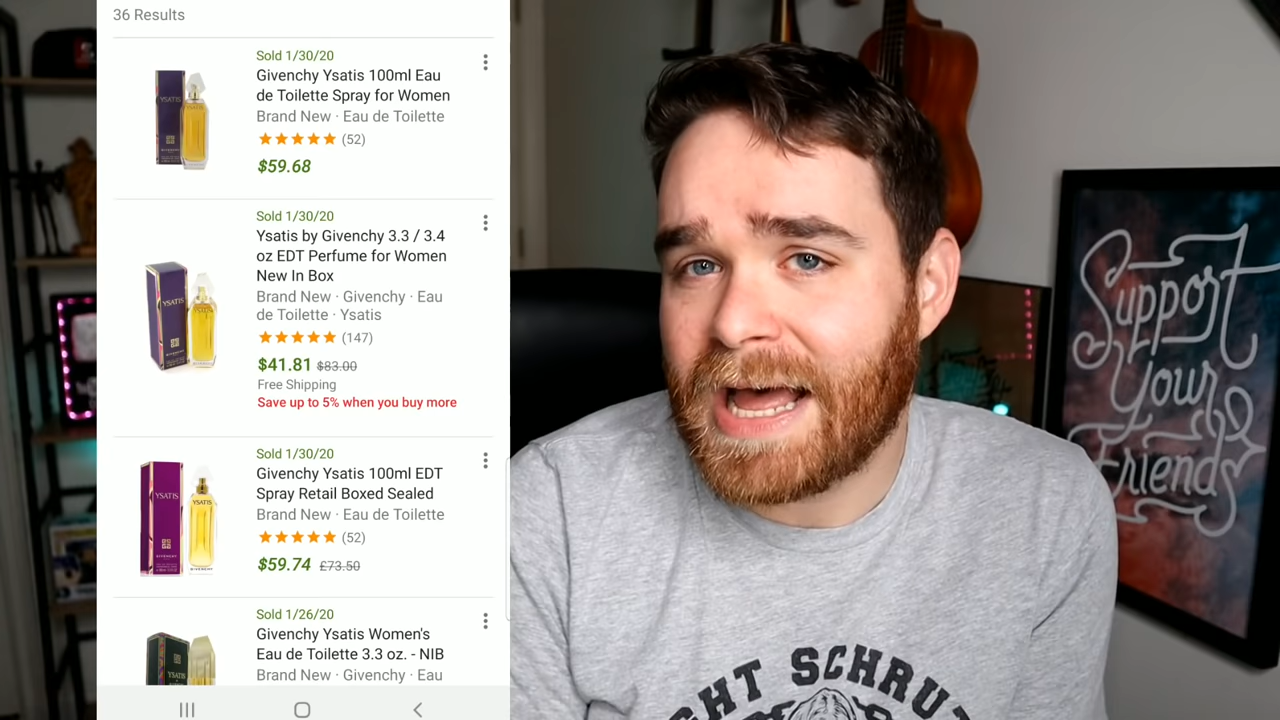 36 Results
Sold 1/30/20
Givenchy Ysatis 100ml Eau
de Toilette Spray for Women
Brand New · Eau de Toilette
(52)
$59.68
Sold 1/30/20
Ysatis by Givenchy 3.3 / 3.4
oz EDT Perfume for Women
New In Box
Brand New · Givenchy · Eau
de Toilette · Ysatis
(147)
$41.81 $83.00
Free Shipping
Save up to 5% when you buy more
Sold 1/30/20
Givenchy Ysatis 100ml EDT
Spray Retail Boxed Sealed
Brand New · Eau de Toilette
(52)
$59.74 £73.50
Sold 1/26/20
Givenchy Ysatis Women's
Eau de Toilette 3.3 oz. - NIB
Brand New · Givenchy · Eau
YSATIS
YSATIS
YSATIS
YSATIS
Support
Your
Friends
SCHRUT